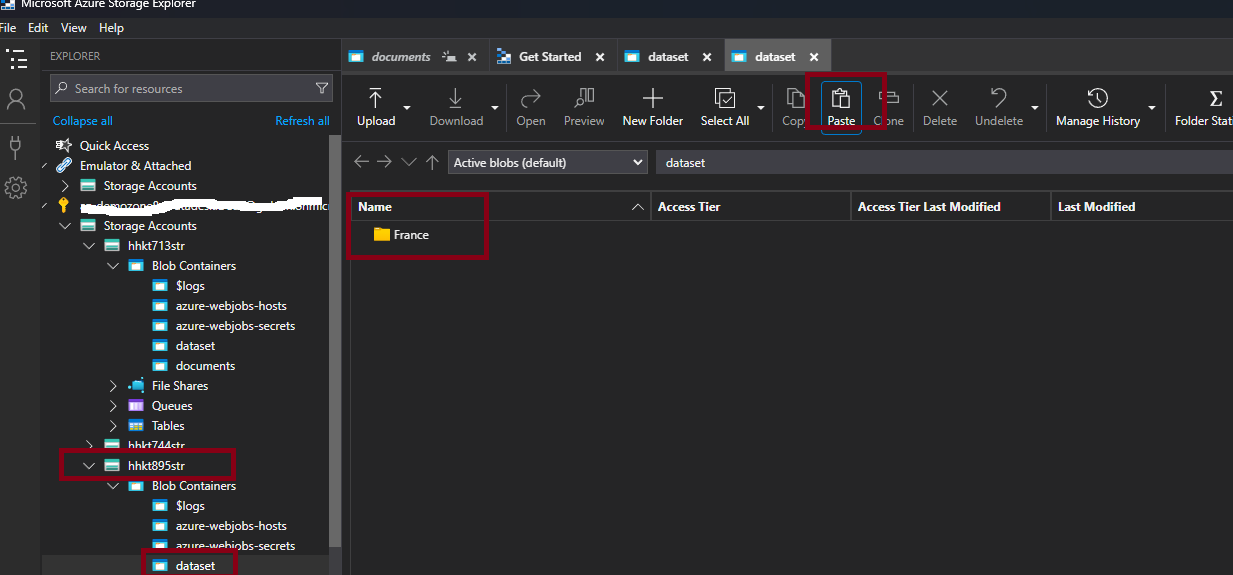 Microsoft Azure Storage Explorer
File Edit View Help
EXPLORER
Search for resources
Collapse all Refresh all
Quick Access
Emulator & Attached
Storage Accounts
Storage Accounts
hhkt713str
Blob Containers
$logs
azure-webjobs-hosts
azure-webjobs-secrets
dataset
documents
File Shares
Queues
Tables
hhkt744str
hhkt895str
Blob Containers
$logs
azure-webjobs-hosts
azure-webjobs-secrets
dataset
documents Get Started dataset dataset
Upload Download Open Preview New Folder Select All Copy Paste Clone Delete Undelete Manage History Folder Stati
Active blobs (default) dataset
Name Access Tier Access Tier Last Modified Last Modified
France